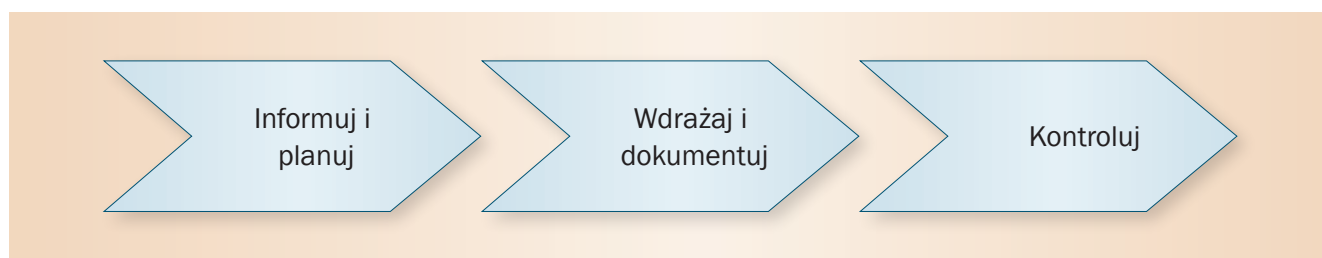 Informuj i
planuj
Wdrażaj i
dokumentuj
Kontroluj